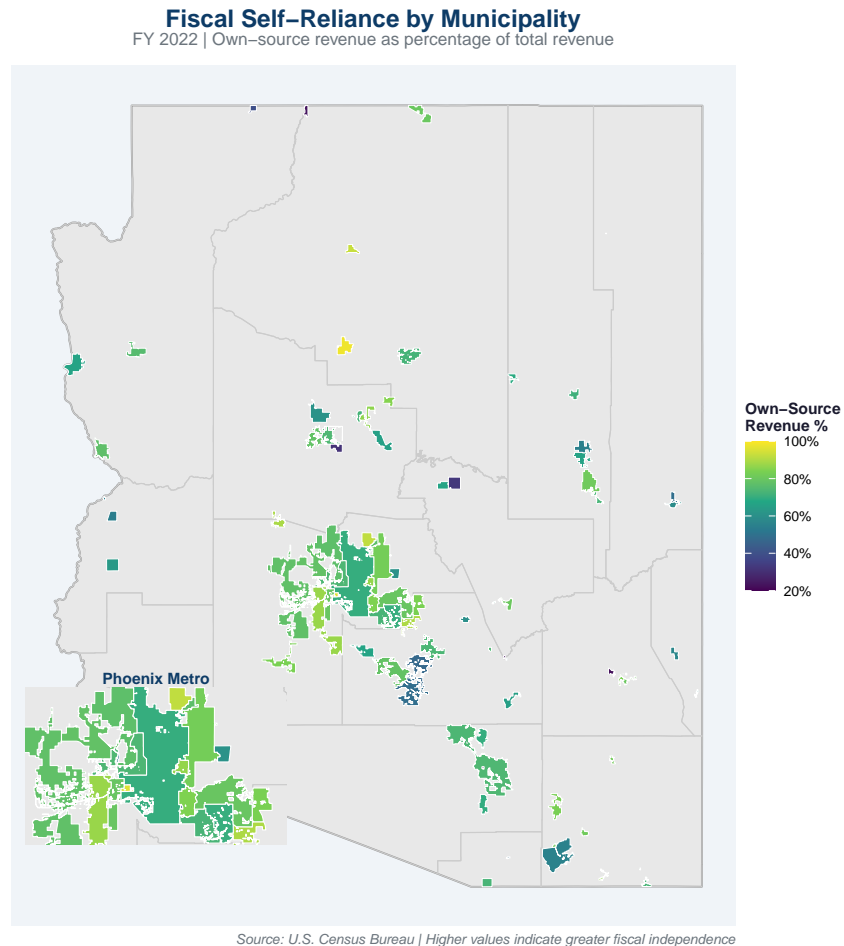 Fiscal Self−Reliance by Municipality
FY 2022 | Own−source revenue as percentage of total revenue
Own−Source
Revenue %
100%
80%
60%
40%
20%
Phoenix Metro
Source: U.S. Census Bureau | Higher values indicate greater fiscal independence